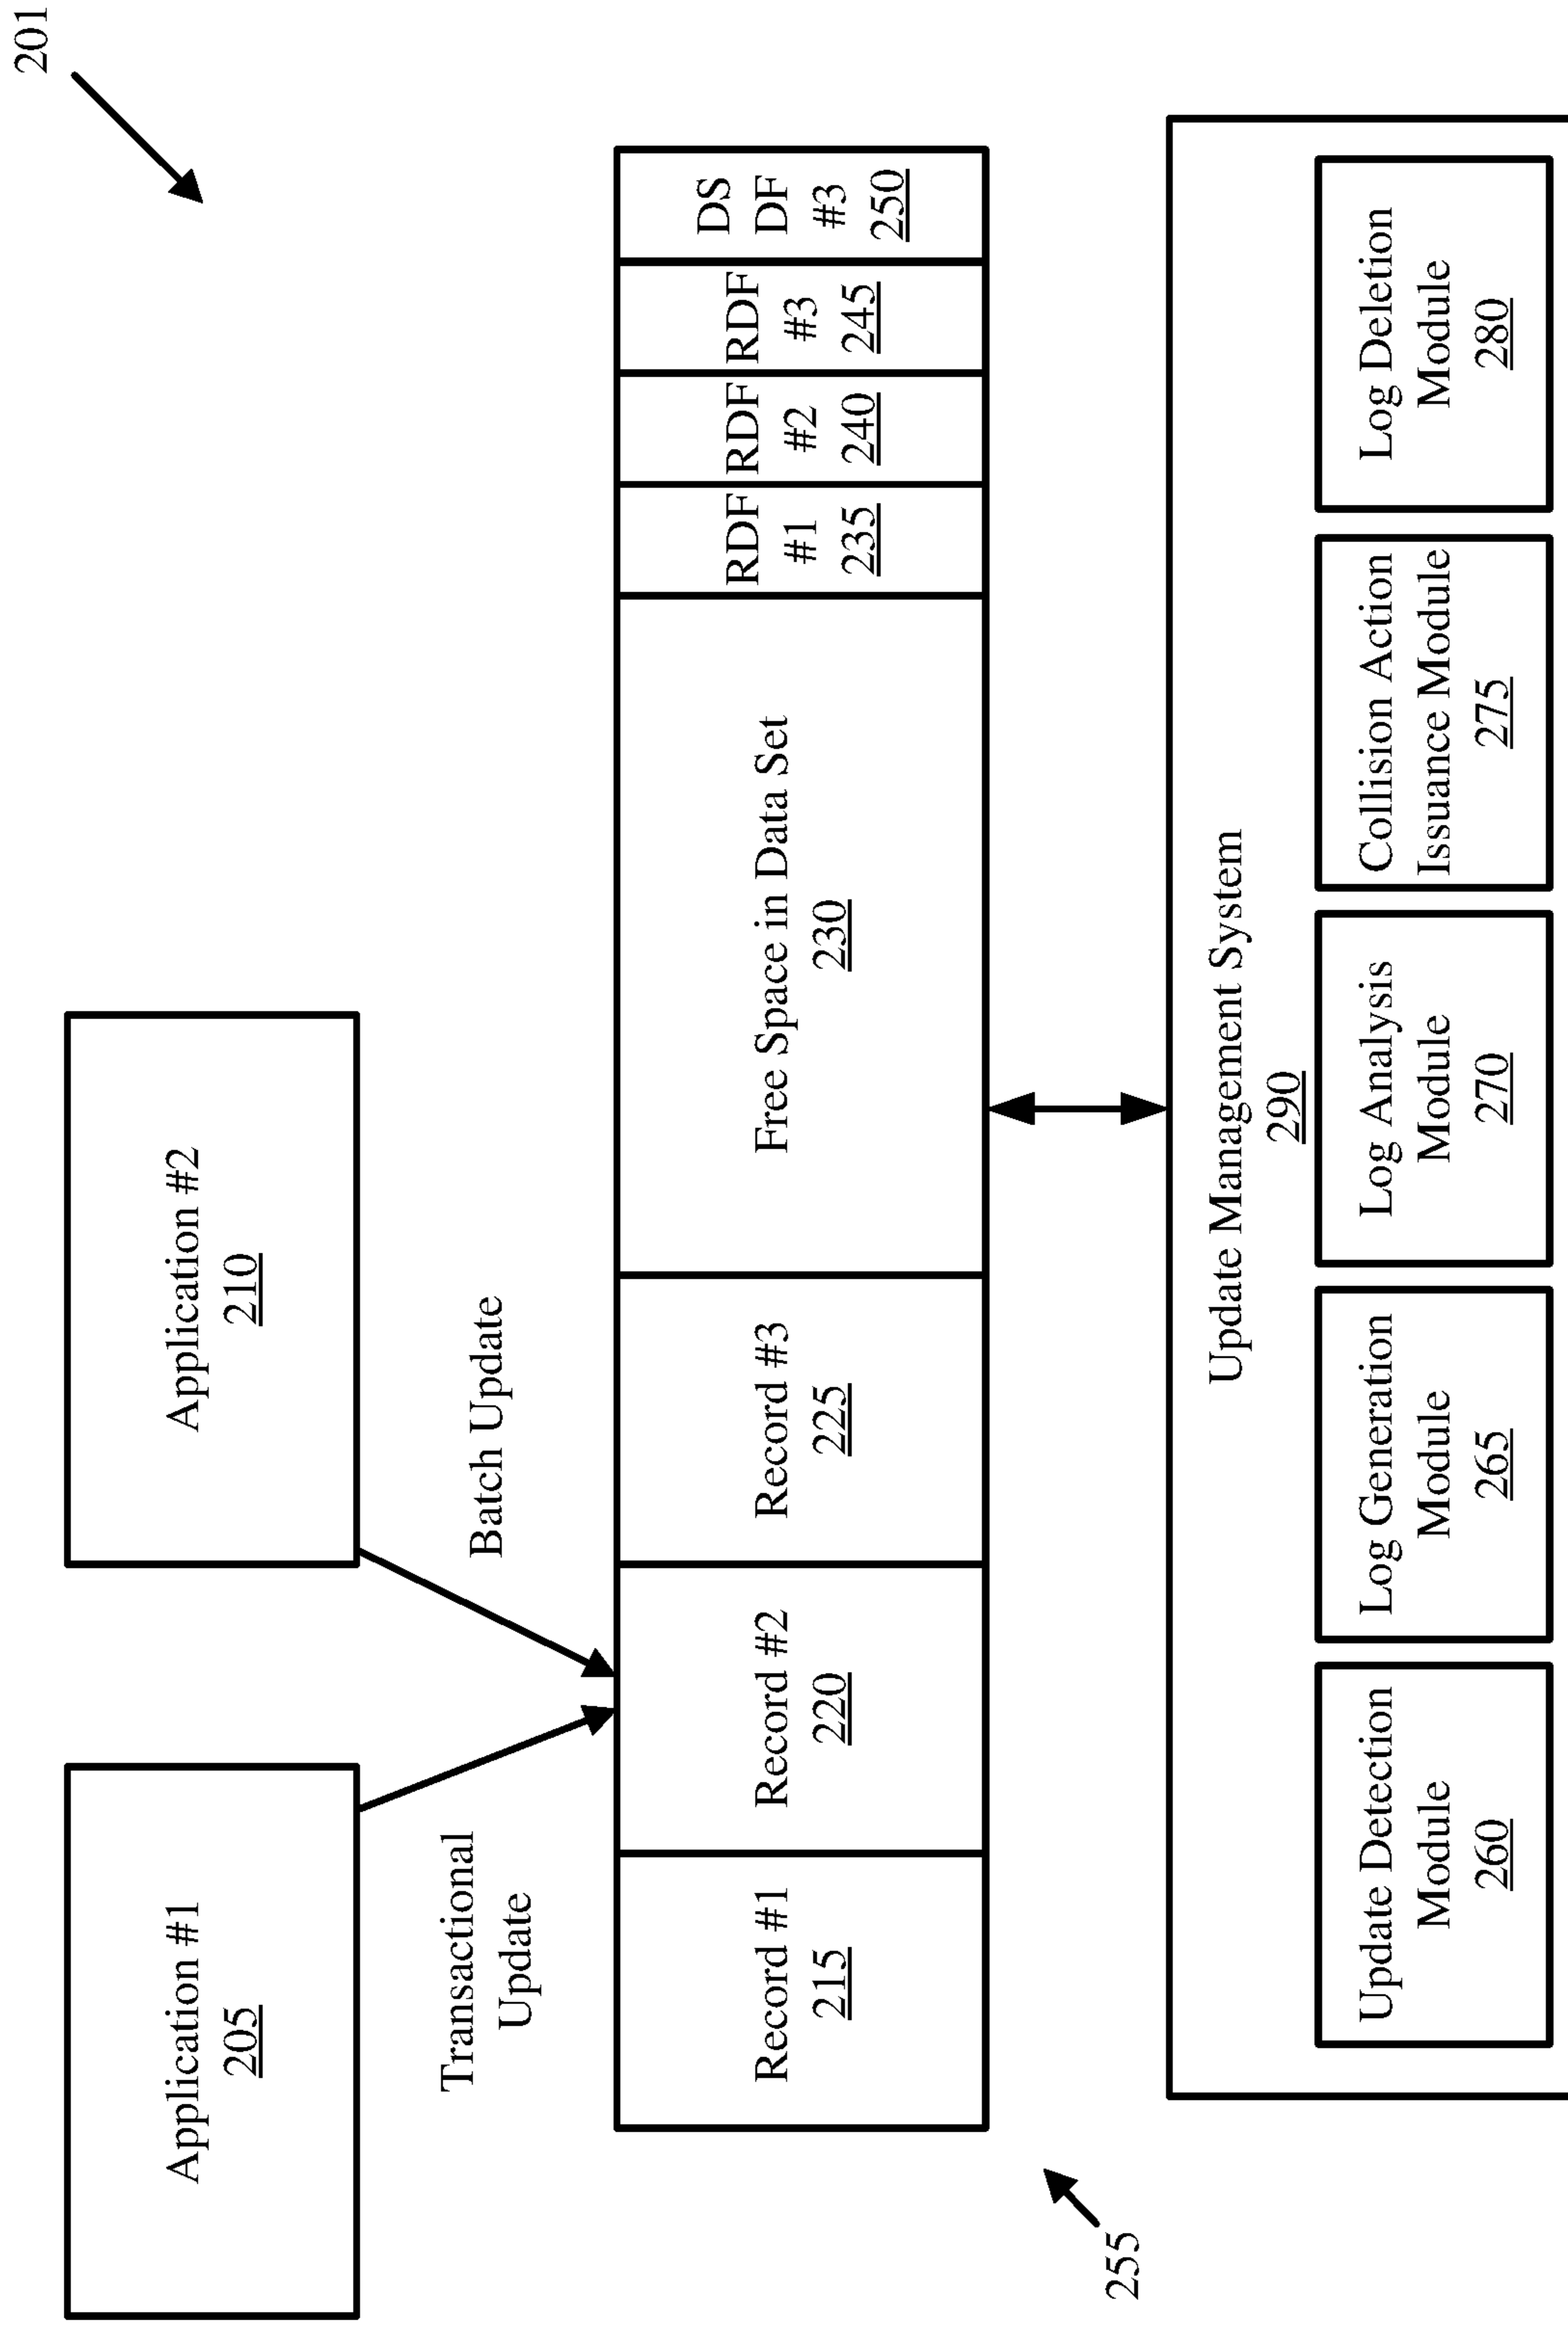 201
Application #1
205
Application #2
210
Transactional
Update
Batch Update
Record #1
215
Record #2
220
Record #3
225
Free Space in Data Set
230
RDF
#1
235
RDF
#2
240
RDF
#3
245
DS
DF
#3
250
255
Update Management System
290
Update Detection
Module
260
Log Generation
Module
265
Log Analysis
Module
270
Collision Action
Issuance Module
275
Log Deletion
Module
280